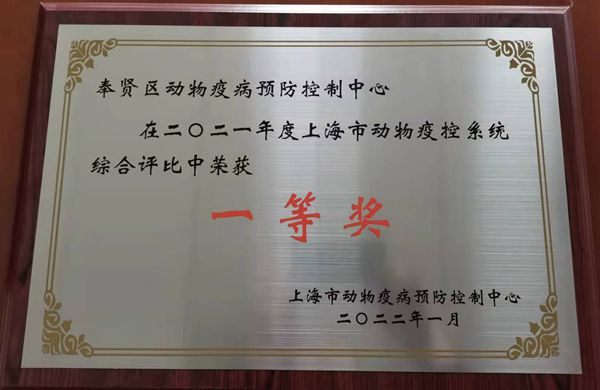 奉贤区动物疫病预防控制中心
在二〇二一年度上海市动物疫控系统
综合评比中荣获
一等奖
上海市动物疫病预防控制中心
二〇二二年一月